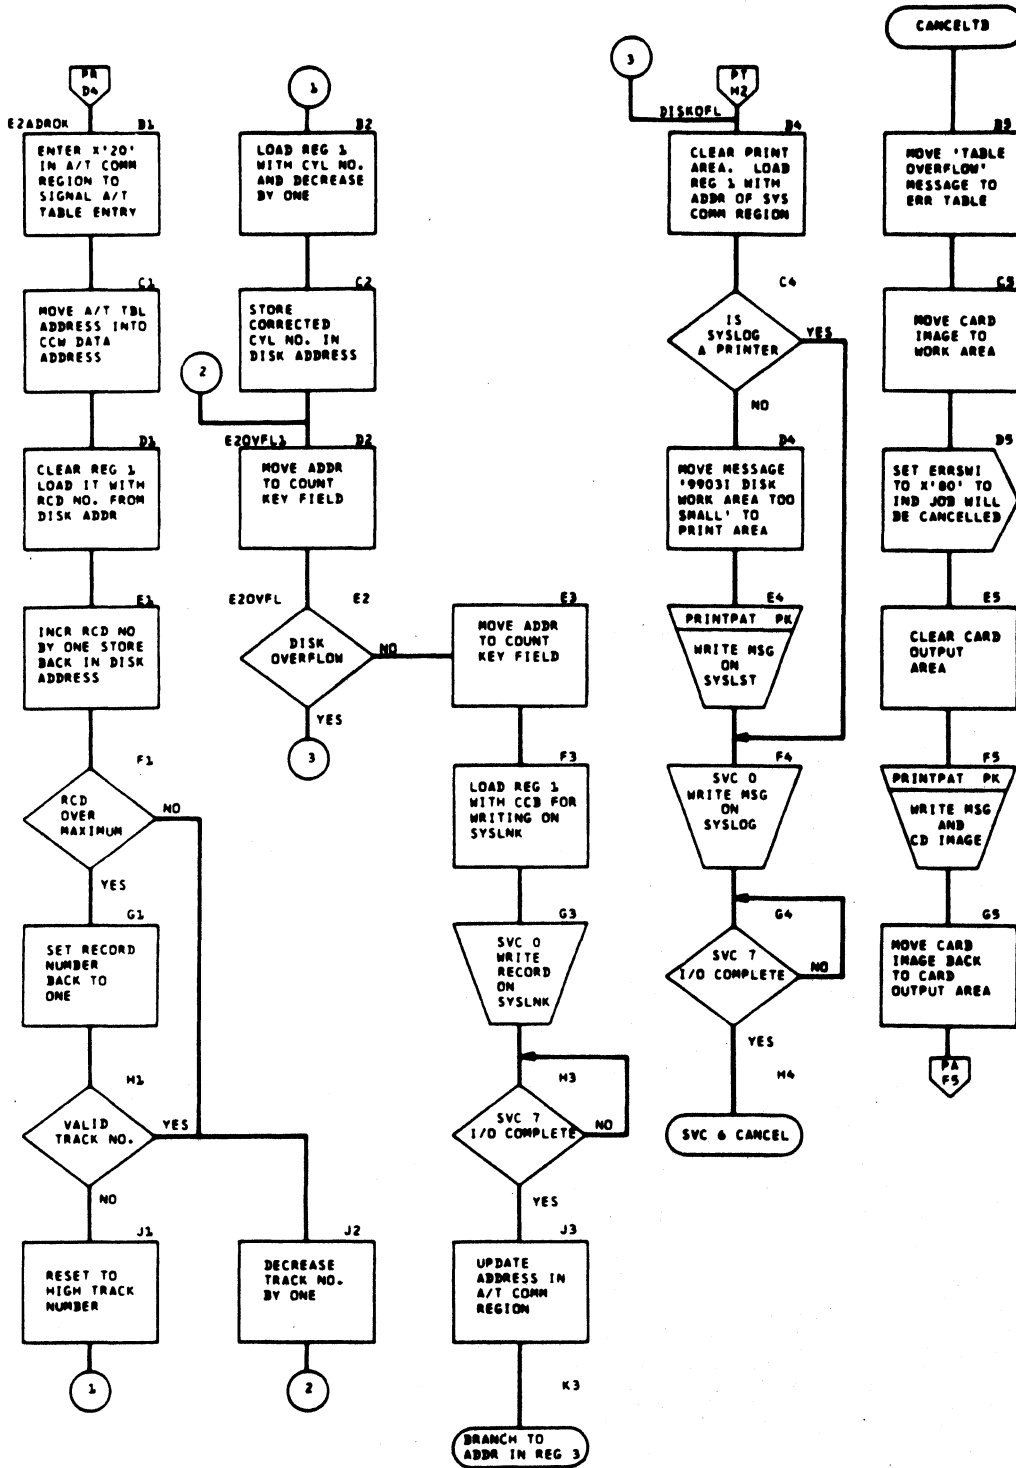 PR
D4
E2ADROK
B1
ENTER X'20'
IN A/T COMM
REGION TO
SIGNAL A/T
TABLE ENTRY
C1
MOVE A/T TBL
ADDRESS INTO
CCW DATA
ADDRESS
D1
CLEAR REG 1
LOAD IT WITH
RCD NO. FROM
DISK ADDR
E1
INCR RCD NO
BY ONE STORE
BACK IN DISK
ADDRESS
F1
RCD
OVER
MAXIMUM
NO
YES
G1
SET RECORD
NUMBER
BACK TO
ONE
H1
VALID
TRACK NO.
YES
NO
J1
RESET TO
HIGH TRACK
NUMBER
1
1
B2
LOAD REG 1
WITH CYL NO.
AND DECREASE
BY ONE
C2
STORE
CORRECTED
CYL NO. IN
DISK ADDRESS
2
E2OVFL1
D2
MOVE ADDR
TO COUNT
KEY FIELD
E2OVFL
E2
DISK
OVERFLOW
NO
YES
3
J2
DECREASE
TRACK NO.
BY ONE
2
E3
MOVE ADDR
TO COUNT
KEY FIELD
F3
LOAD REG 1
WITH CCB FOR
WRITING ON
SYSLNK
G3
SVC 0
WRITE
RECORD
ON
SYSLNK
H3
SVC 7
I/O COMPLETE
NO
YES
J3
UPDATE
ADDRESS IN
A/T COMM
REGION
K3
BRANCH TO
ADDR IN REG 3
3
PT
H2
DISKOFL
B4
CLEAR PRINT
AREA. LOAD
REG 1 WITH
ADDR OF SYS
COMM REGION
C4
IS
SYSLOG
A PRINTER
YES
NO
D4
MOVE MESSAGE
'9903I DISK
WORK AREA TOO
SMALL' TO
PRINT AREA
E4
PRINTPAT PK
WRITE MSG
ON
SYSLST
F4
SVC 0
WRITE MSG
ON
SYSLOG
G4
SVC 7
I/O COMPLETE
NO
YES
H4
SVC 6 CANCEL
CANCELTB
B5
MOVE 'TABLE
OVERFLOW'
MESSAGE TO
ERR TABLE
C5
MOVE CARD
IMAGE TO
WORK AREA
D5
SET ERRSWI
TO X'80' TO
IND JOB WILL
BE CANCELLED
E5
CLEAR CARD
OUTPUT
AREA
F5
PRINTPAT PK
WRITE MSG
AND
CD IMAGE
G5
MOVE CARD
IMAGE BACK
TO CARD
OUTPUT AREA
PA
F5